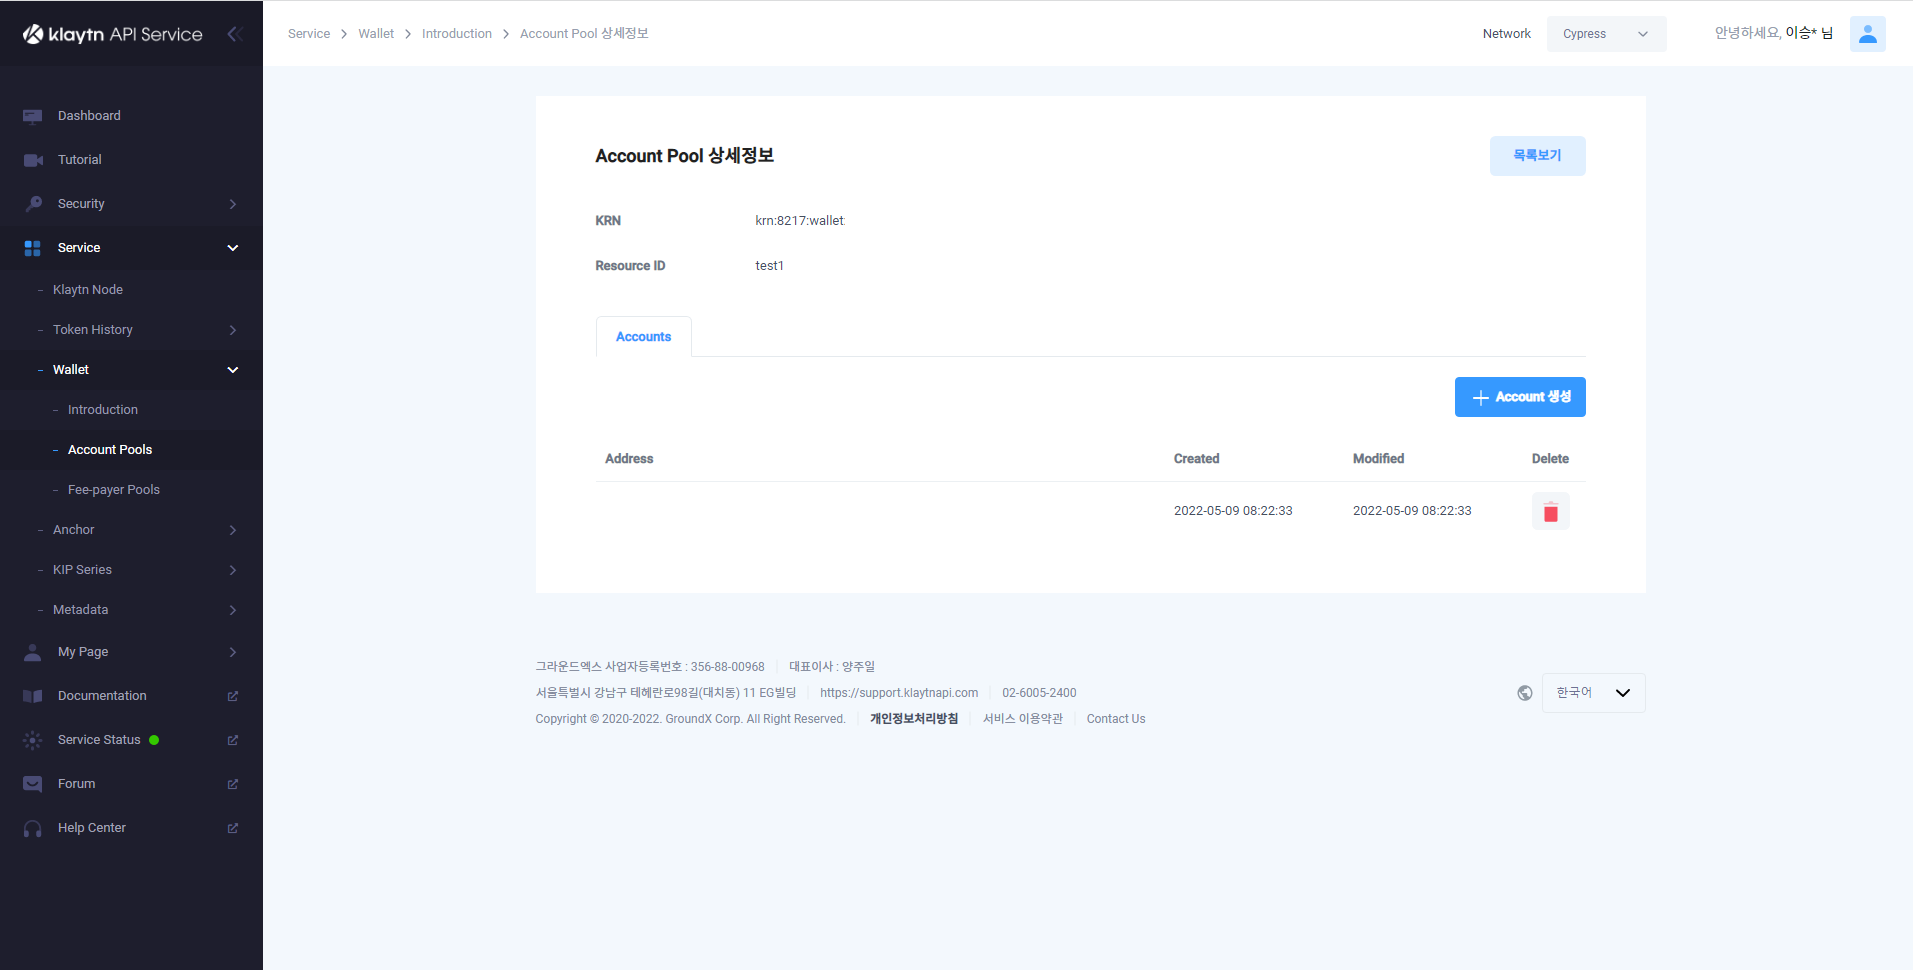 klaytn API Service
Dashboard
Tutorial
Security
Service
Klaytn Node
Token History
Wallet
Introduction
Account Pools
Fee-payer Pools
Anchor
KIP Series
Metadata
My Page
Documentation
Service Status
Forum
Help Center
Service > Wallet > Introduction > Account Pool 상세정보
Network Cypress 안녕하세요, 이승* 님
Account Pool 상세정보 목록보기
KRN krn:8217:wallet:
Resource ID test1
Accounts
+ Account 생성
Address Created Modified Delete
2022-05-09 08:22:33 2022-05-09 08:22:33
그라운드엑스 사업자등록번호 : 356-88-00968 대표이사 : 양주일
서울특별시 강남구 테헤란로98길(대치동) 11 EG빌딩 https://support.klaytnapi.com 02-6005-2400
Copyright © 2020-2022. GroundX Corp. All Right Reserved. 개인정보처리방침 서비스 이용약관 Contact Us
한국어